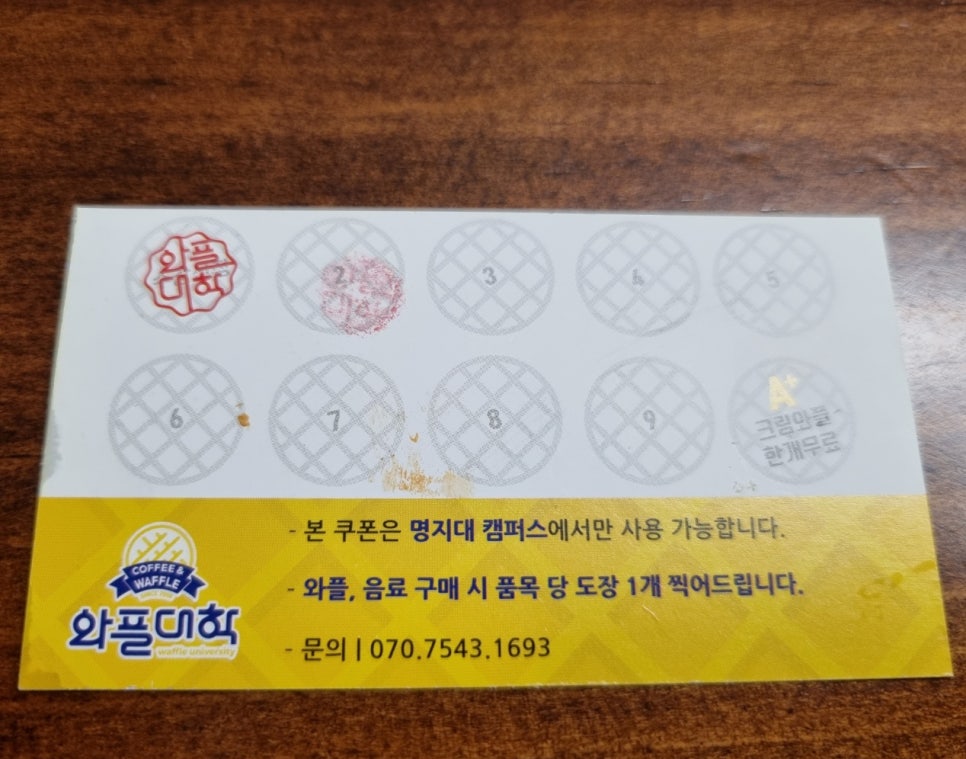 와플
대학
2
3
4
5
6
7
8
9
A+
크림와플
한개무료
- 본 쿠폰은 명지대 캠퍼스에서만 사용 가능합니다.
- 와플, 음료 구매 시 품목 당 도장 1개 찍어드립니다.
- 문의 | 070.7543.1693
COFFEE &
WAFFLE
와플대학
waffle university